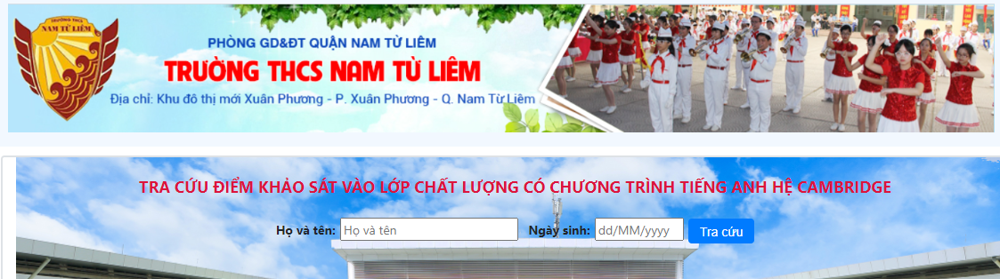 TRƯỜNG THCS
NAM TỪ LIÊM
PHÒNG GD&ĐT QUẬN NAM TỪ LIÊM
TRƯỜNG THCS NAM TỪ LIÊM
Địa chỉ: Khu đô thị mới Xuân Phương - P. Xuân Phương - Q. Nam Từ Liêm
TRA CỨU ĐIỂM KHẢO SÁT VÀO LỚP CHẤT LƯỢNG CÓ CHƯƠNG TRÌNH TIẾNG ANH HỆ CAMBRIDGE
Họ và tên: Họ và tên Ngày sinh: dd/MM/yyyy Tra cứu